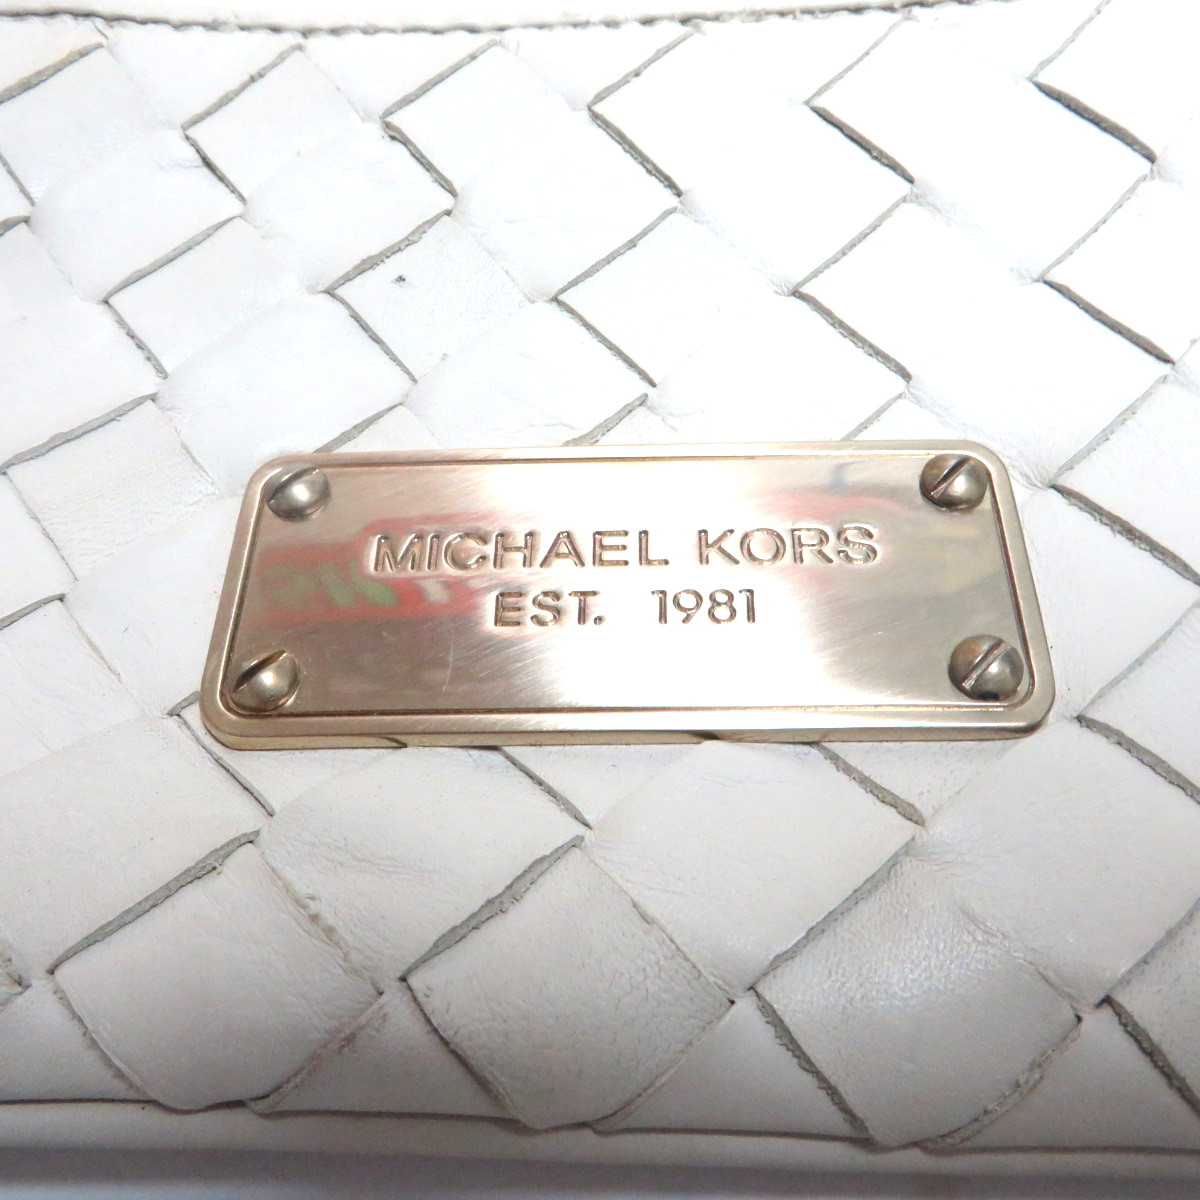 MICHAEL KORS
EST. 1981